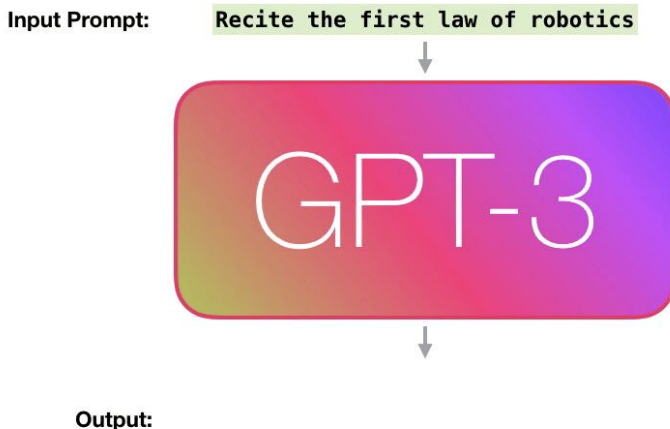 Input Prompt: Recite the first law of robotics
GPT-3
Output: